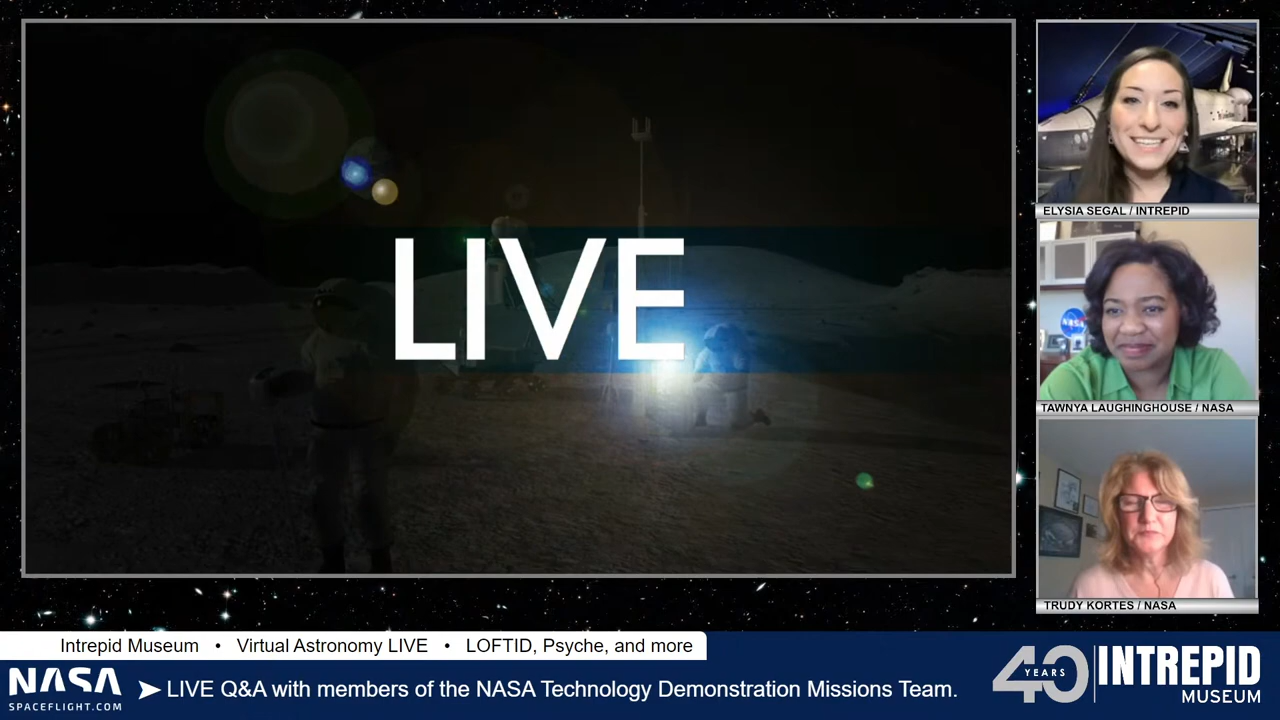 LIVE
ELYSIA SEGAL / INTREPID
NASA
TAWNYA LAUGHINGHOUSE / NASA
TRUDY KORTES / NASA
Intrepid Museum • Virtual Astronomy LIVE • LOFTID, Psyche, and more
NASA
SPACEFLIGHT.COM
LIVE Q&A with members of the NASA Technology Demonstration Missions Team.
40
YEARS
INTREPID
MUSEUM